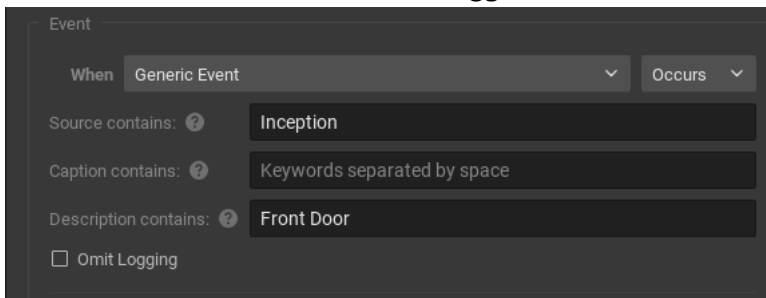 gg
Event
When Generic Event Occurs
Source contains: ? Inception
Caption contains: ? Keywords separated by space
Description contains: ? Front Door
Omit Logging